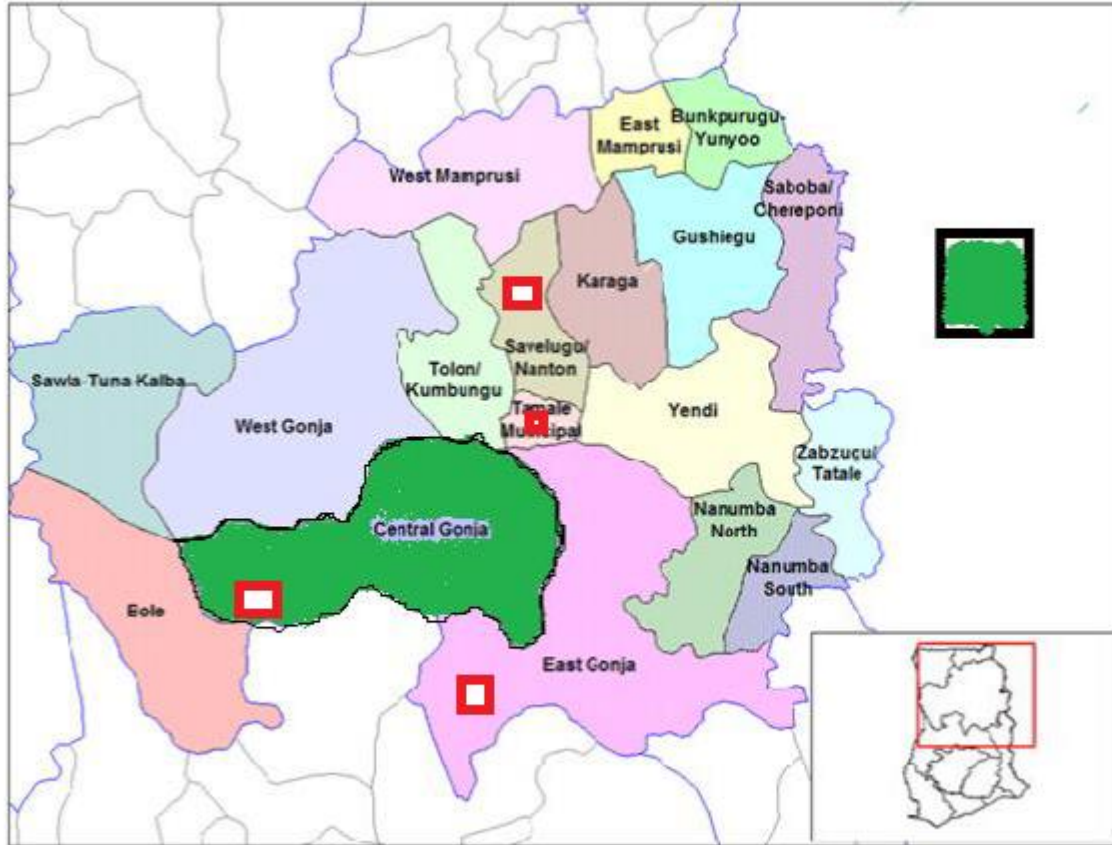 Bunkpurugu-
Yunyoo
East
Mamprusi
West Mamprusi
Saboba/
Chereponi
Gushiegu
Karaga
Savelugu/
Nanton
Tolon/
Kumbungu
Sawla-Tuna Kalba
West Gonja
Tamale
Municipal
Yendi
Zabzugu/
Tatale
Central Gonja
Nanumba
North
Nanumba
South
Bole
East Gonja